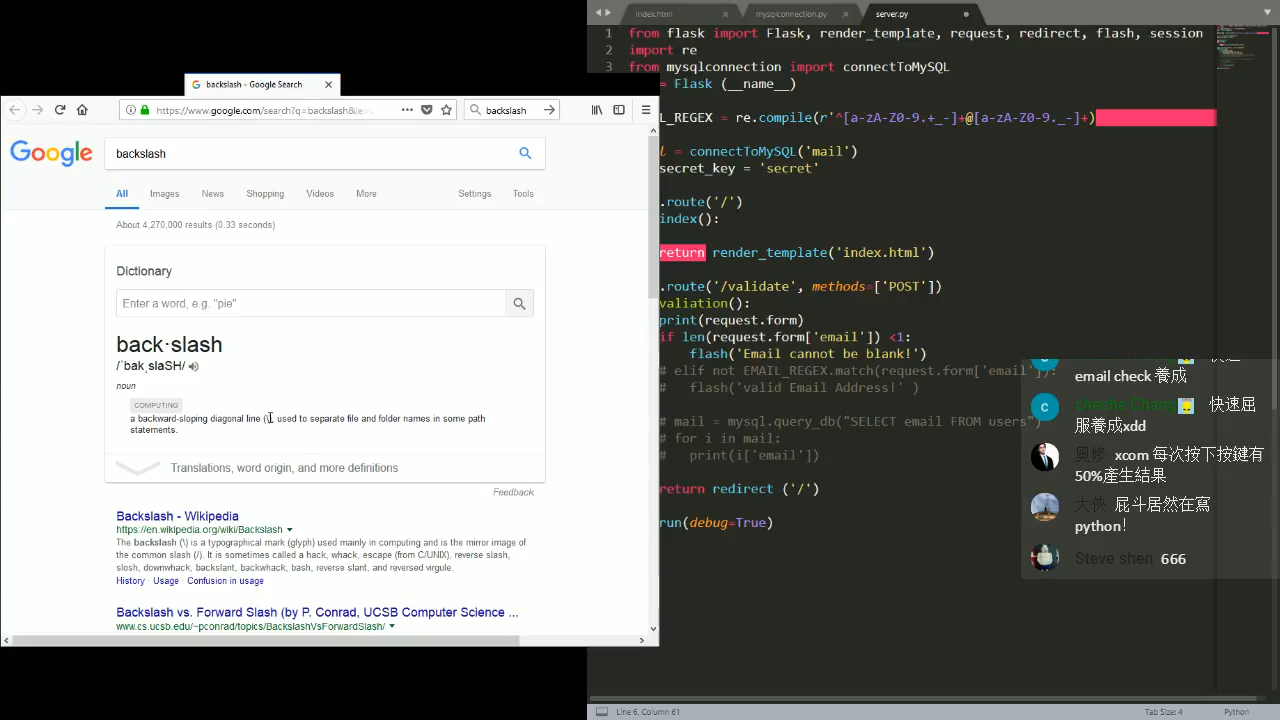 backslash - Google Search
https://www.google.com/search?q=backslash&ie=u
backslash
Google
backslash
All Images News Shopping Videos More Settings Tools
About 4,270,000 results (0.33 seconds)
Dictionary
Enter a word, e.g. "pie"
back·slash
/ˈbakˌslaSH/
noun
COMPUTING
a backward-sloping diagonal line (\), used to separate file and folder names in some path
statements.
Translations, word origin, and more definitions
Feedback
Backslash - Wikipedia
https://en.wikipedia.org/wiki/Backslash
The backslash (\) is a typographical mark (glyph) used mainly in computing and is the mirror image of
the common slash (/). It is sometimes called a hack, whack, escape (from C/UNIX), reverse slash,
slosh, downwhack, backslant, backwhack, bash, reverse slant, and reversed virgule.
History · Usage · Confusion in usage
Backslash vs. Forward Slash (by P. Conrad, UCSB Computer Science ...
www.cs.ucsb.edu/~pconrad/topics/BackslashVsForwardSlash/
index.html mysqlconnection.py server.py
1 from flask import Flask, render_template, request, redirect, flash, session
2 import re
3 from mysqlconnection import connectToMySQL
= Flask (__name__)
L_REGEX = re.compile(r'^[a-zA-Z0-9.+_-]+@[a-zA-Z0-9._-]+)
= connectToMySQL('mail')
secret_key = 'secret'
.route('/')
index():
return render_template('index.html')
.route('/validate', methods=['POST'])
valiation():
print(request.form)
if len(request.form['email']) <1:
flash('Email cannot be blank!')
# elif not EMAIL_REGEX.match(request.form['email']):
# flash('valid Email Address!' )
# mail = mysql.query_db("SELECT email FROM users")
# for i in mail:
# print(i['email'])
return redirect ('/')
run(debug=True)
email check 養成
cheche Chang 快速屈
服養成xdd
奧修 xcom 每次按下按鍵有
50%產生結果
大俠 屁斗居然在寫
python!
Steve shen 666
Line 6, Column 61
Tab Size: 4
Python